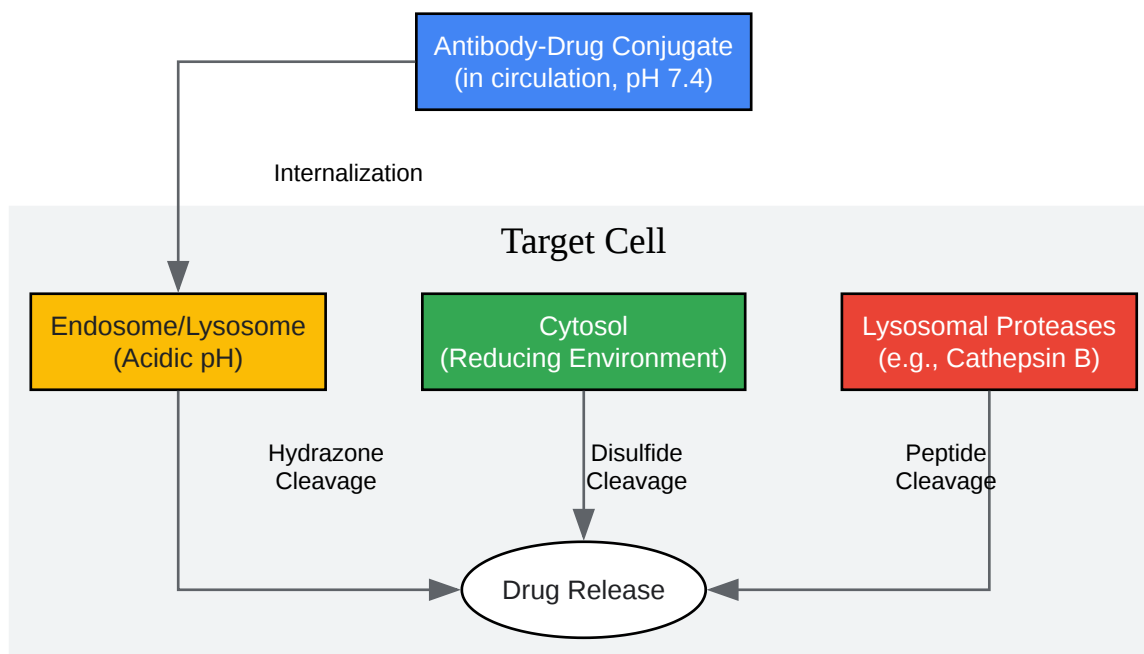 Antibody-Drug Conjugate
(in circulation, pH 7.4)
Internalization
Target Cell
Endosome/Lysosome
(Acidic pH)
Cytosol
(Reducing Environment)
Lysosomal Proteases
(e.g., Cathepsin B)
Hydrazone
Cleavage
Disulfide
Cleavage
Peptide
Cleavage
Drug Release